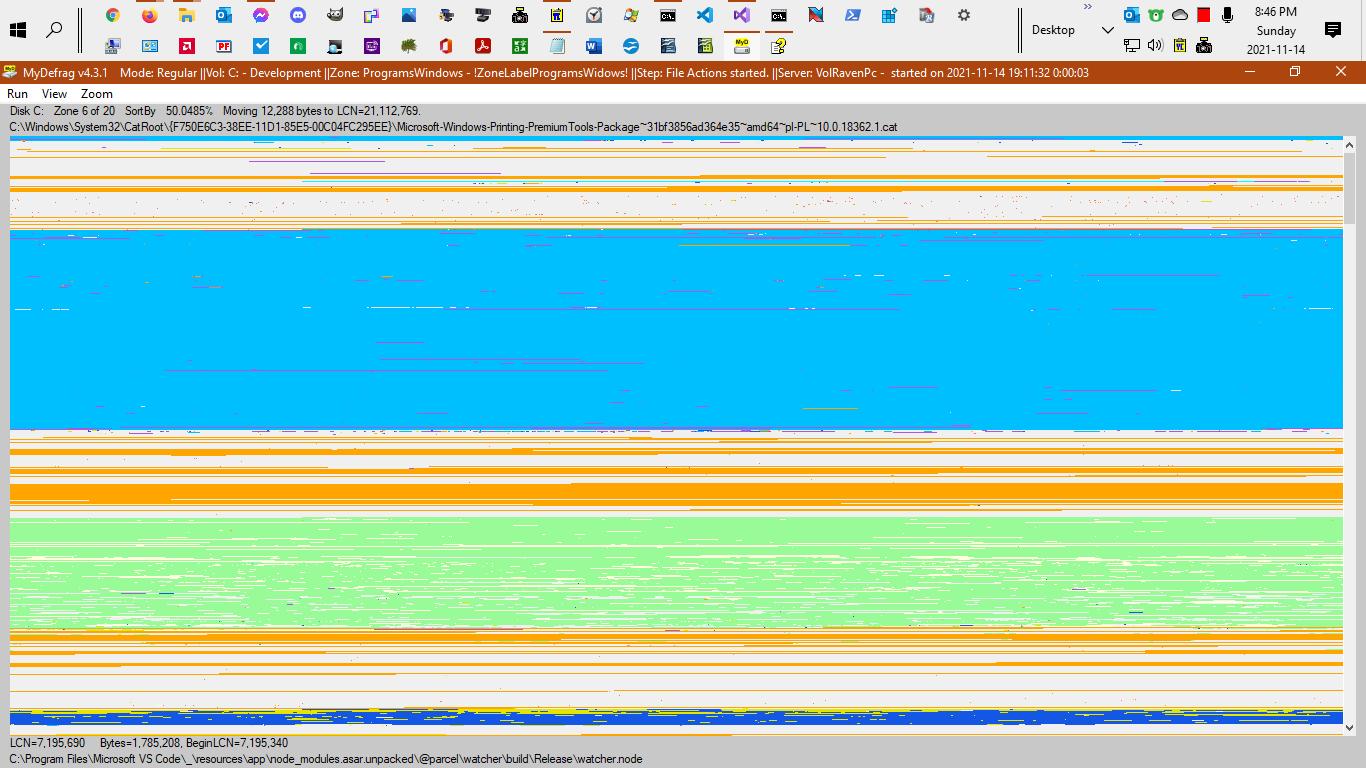 8:46 PM
Sunday
2021-11-14
Desktop
MyDefrag v4.3.1 Mode: Regular ||Vol: C: - Development ||Zone: ProgramsWindows - !ZoneLabelProgramsWidows! ||Step: File Actions started. ||Server: VolRavenPc - started on 2021-11-14 19:11:32 0:00:03
Run View Zoom
Disk C: Zone 6 of 20 SortBy 50.0485% Moving 12,288 bytes to LCN=21,112,769.
C:\Windows\System32\CatRoot\{F750E6C3-38EE-11D1-85E5-00C04FC295EE}\Microsoft-Windows-Printing-PremiumTools-Package~31bf3856ad364e35~amd64~pl-PL~10.0.18362.1.cat
LCN=7,195,690 Bytes=1,785,208, BeginLCN=7,195,340
C:\Program Files\Microsoft VS Code\_\resources\app\node_modules.asar.unpacked\@parcel\watcher\build\Release\watcher.node